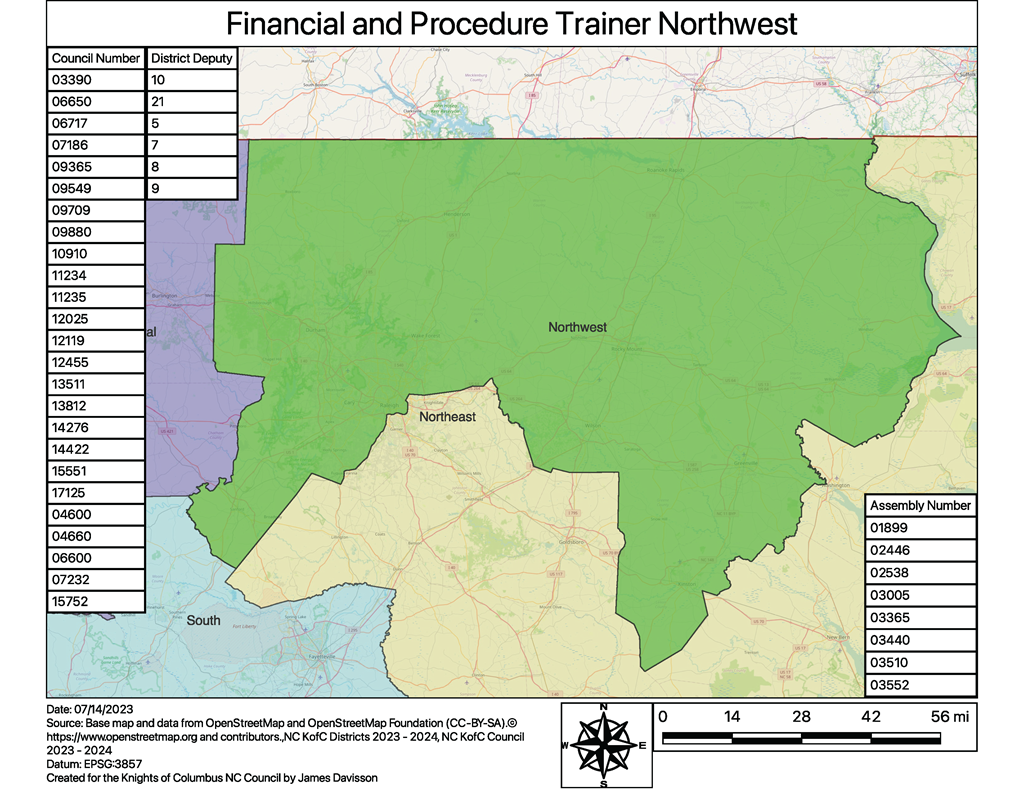 Financial and Procedure Trainer Northwest
Council Number
03390
06650
06717
07186
09365
09549
09709
09880
10910
11234
11235
12025
12119
12455
13511
13812
14276
14422
15551
17125
04600
04660
06600
07232
15752
District Deputy
10
21
5
7
8
9
al
Northwest
Northeast
South
Fayetteville
Goldsboro
New Bern
Assembly Number
01899
02446
02538
03005
03365
03440
03510
03552
Date: 07/14/2023
Source: Base map and data from OpenStreetMap and OpenStreetMap Foundation (CC-BY-SA).©
https://www.openstreetmap.org and contributors.,NC KofC Districts 2023 - 2024, NC KofC Council
2023 - 2024
Datum: EPSG:3857
Created for the Knights of Columbus NC Council by James Davisson
N
W E
S
0 14 28 42 56 mi